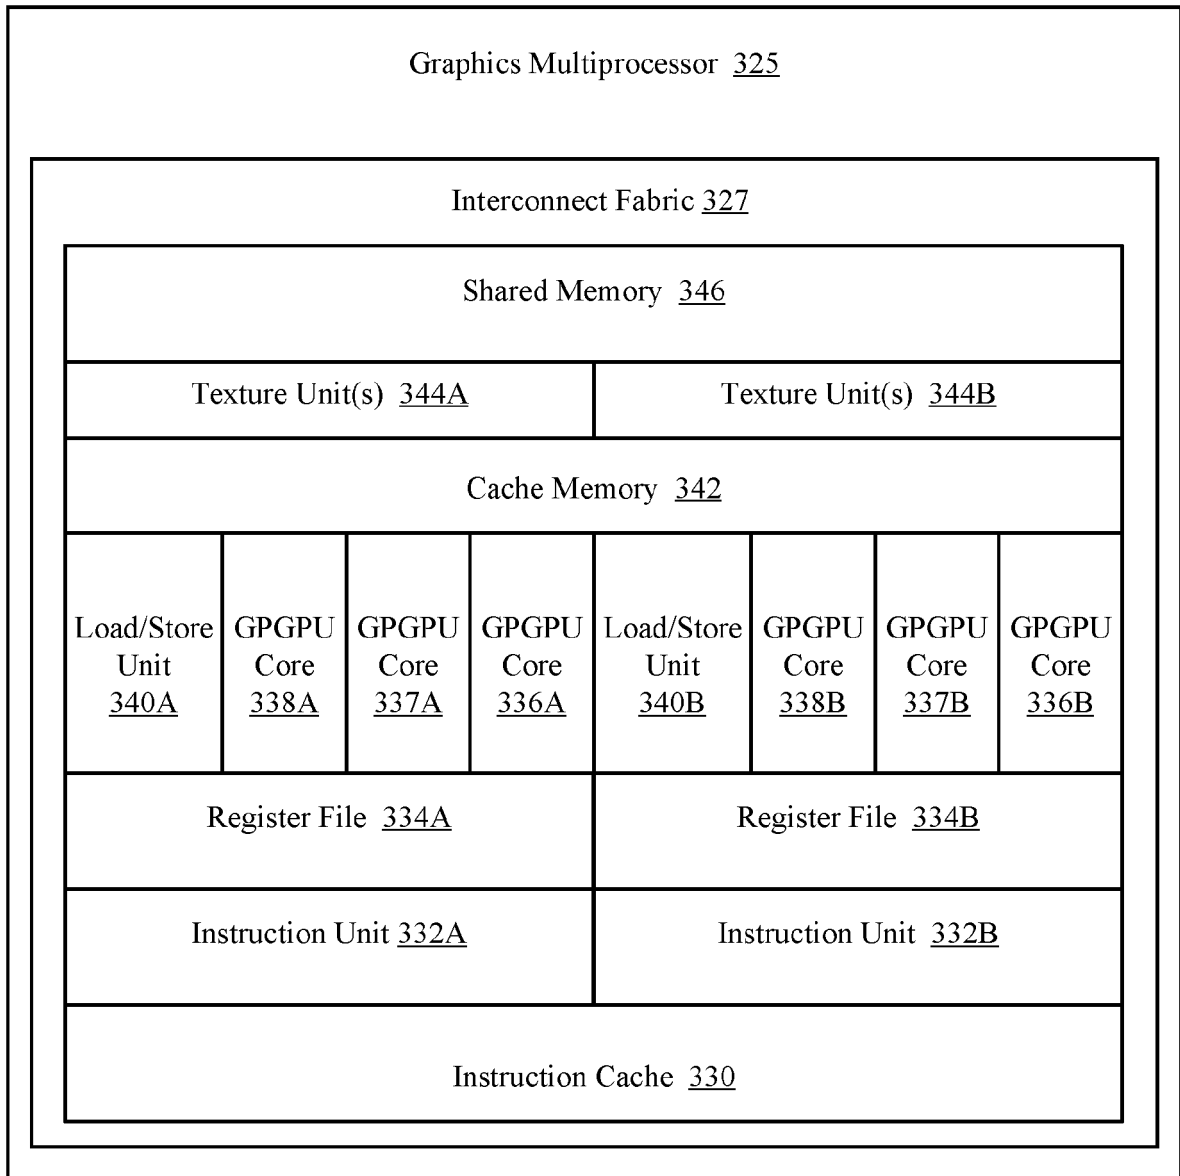 Graphics Multiprocessor 325
Interconnect Fabric 327
Shared Memory 346
Texture Unit(s) 344A
Texture Unit(s) 344B
Cache Memory 342
Load/Store
Unit
340A
GPGPU
Core
338A
GPGPU
Core
337A
GPGPU
Core
336A
Load/Store
Unit
340B
GPGPU
Core
338B
GPGPU
Core
337B
GPGPU
Core
336B
Register File 334A
Register File 334B
Instruction Unit 332A
Instruction Unit 332B
Instruction Cache 330